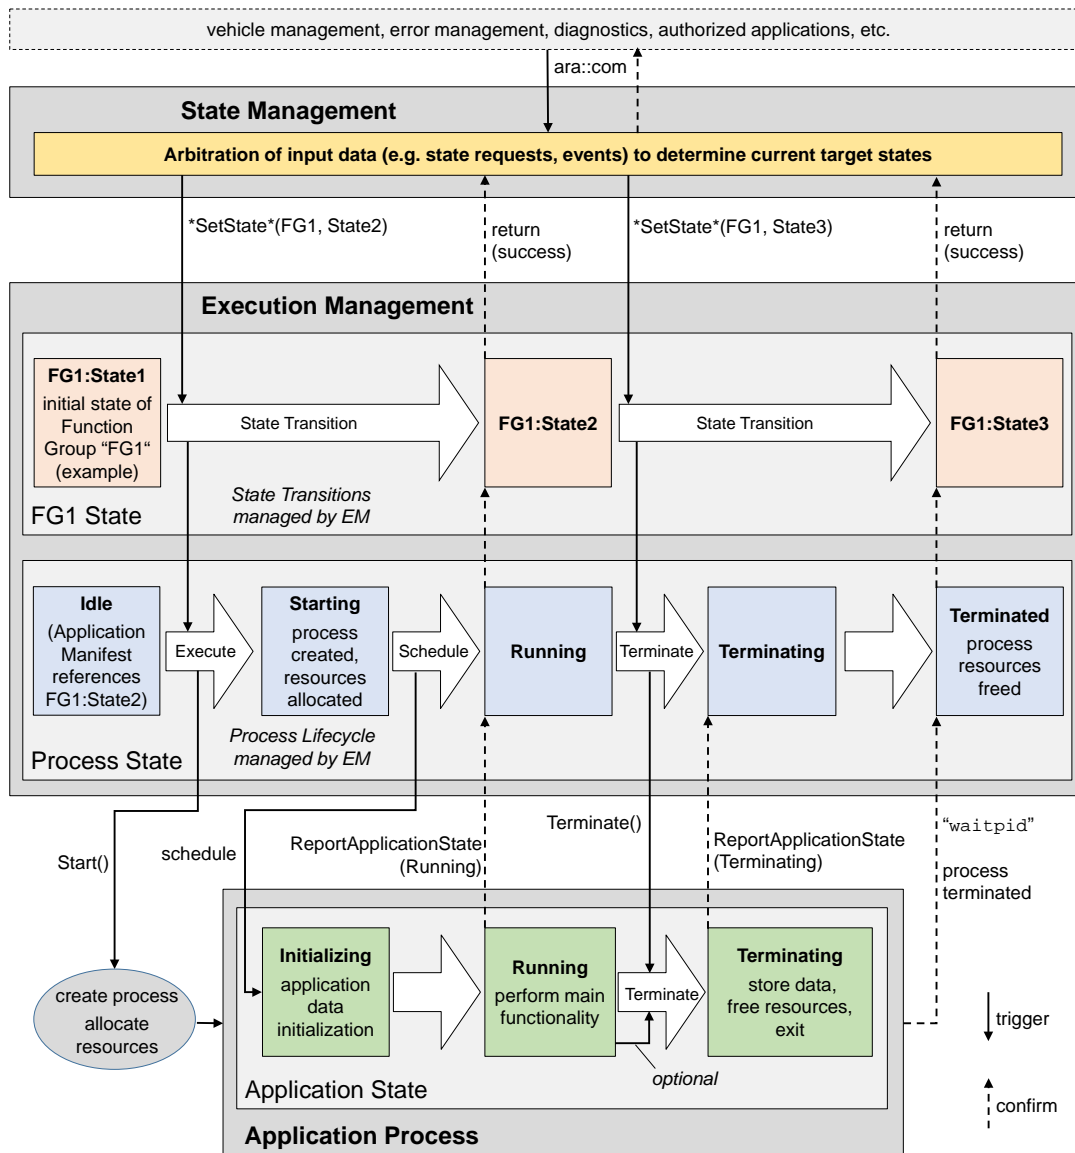 vehicle management, error management, diagnostics, authorized applications, etc.
ara::com
State Management
Arbitration of input data (e.g. state requests, events) to determine current target states
*SetState*(FG1, State2)
return
(success)
*SetState*(FG1, State3)
return
(success)
Execution Management
FG1:State1
initial state of
Function
Group “FG1“
(example)
State Transition
FG1:State2
State Transition
FG1:State3
State Transitions
managed by EM
FG1 State
Idle
(Application
Manifest
references
FG1:State2)
Execute
Starting
process
created,
resources
allocated
Schedule
Running
Terminate
Terminating
Terminated
process
resources
freed
Process Lifecycle
managed by EM
Process State
Start()
schedule
ReportApplicationState
(Running)
Terminate()
ReportApplicationState
(Terminating)
“waitpid”
process
terminated
create process
allocate
resources
Initializing
application
data
initialization
Running
perform main
functionality
Terminate
Terminating
store data,
free resources,
exit
optional
Application State
Application Process
trigger
confirm